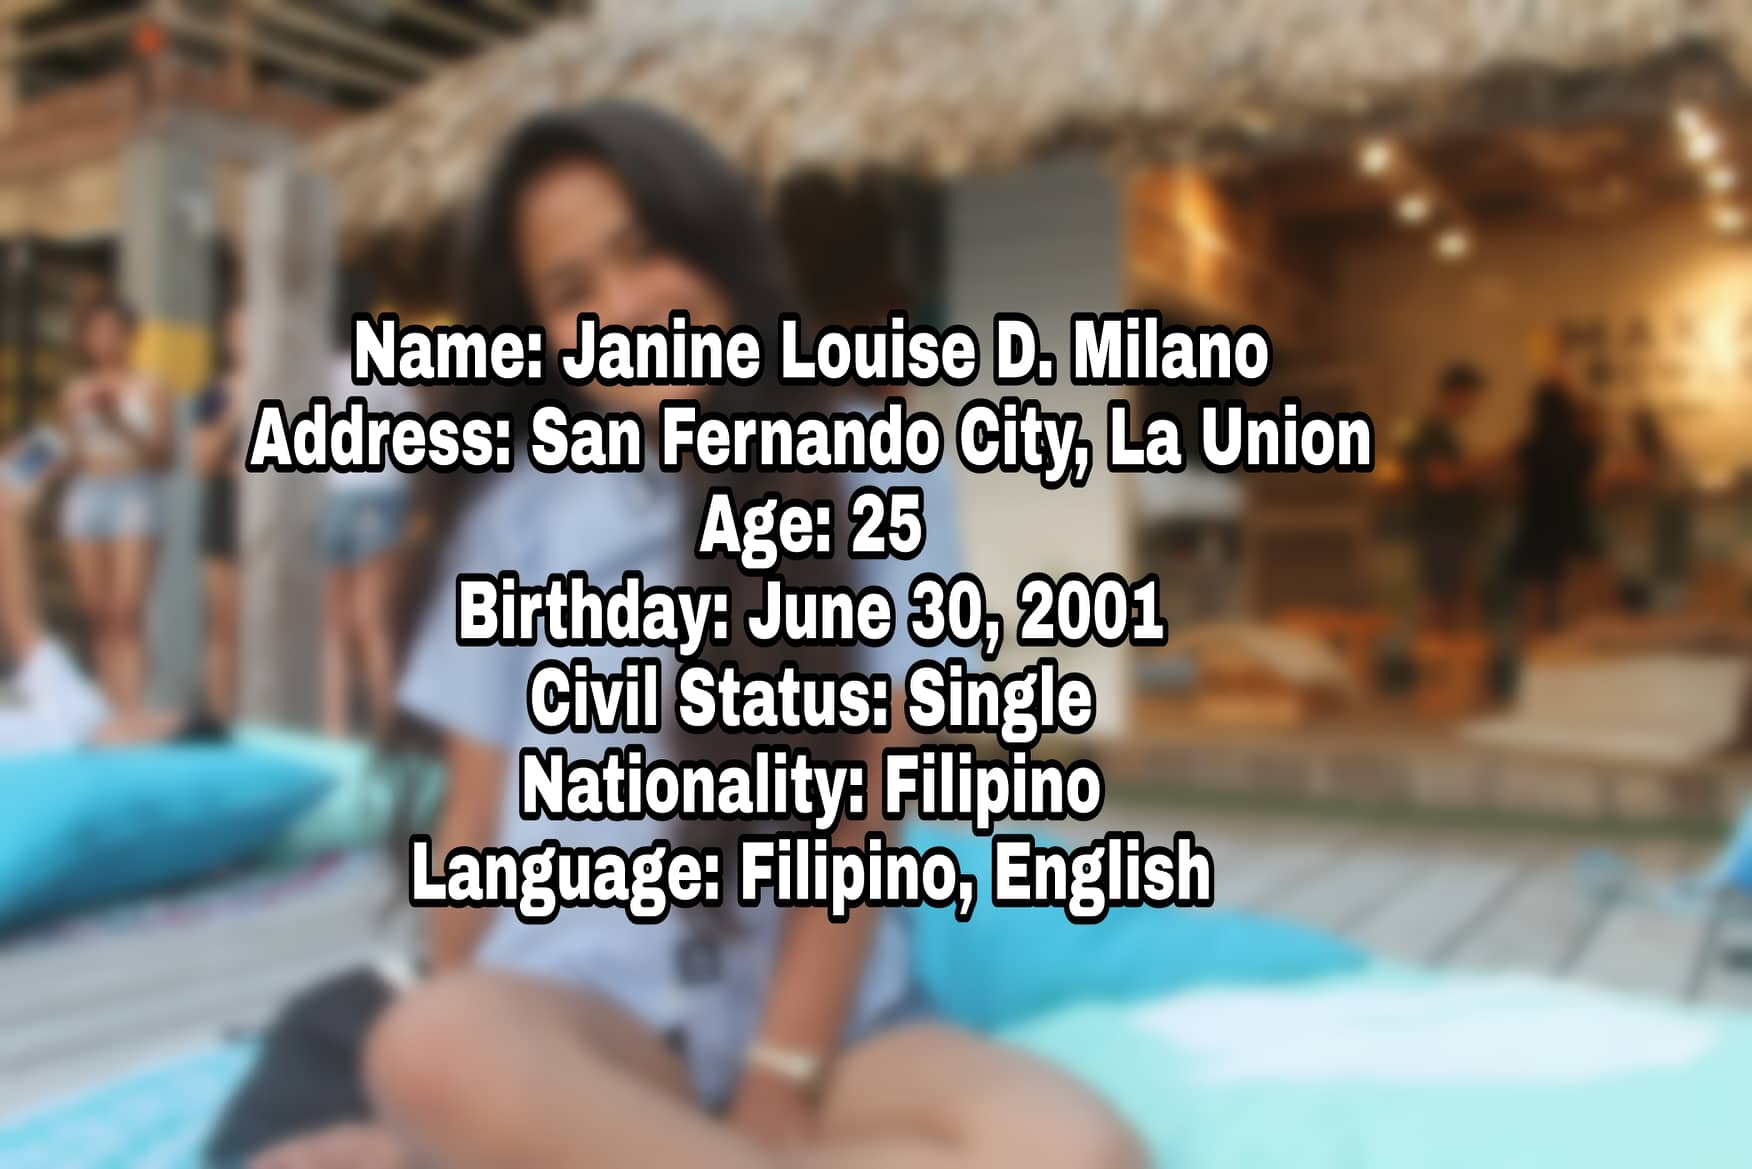 Name: Janine Louise D. Milano
Address: San Fernando City, La Union
Age: 25
Birthday: June 30, 2001
Civil Status: Single
Nationality: Filipino
Language: Filipino, English